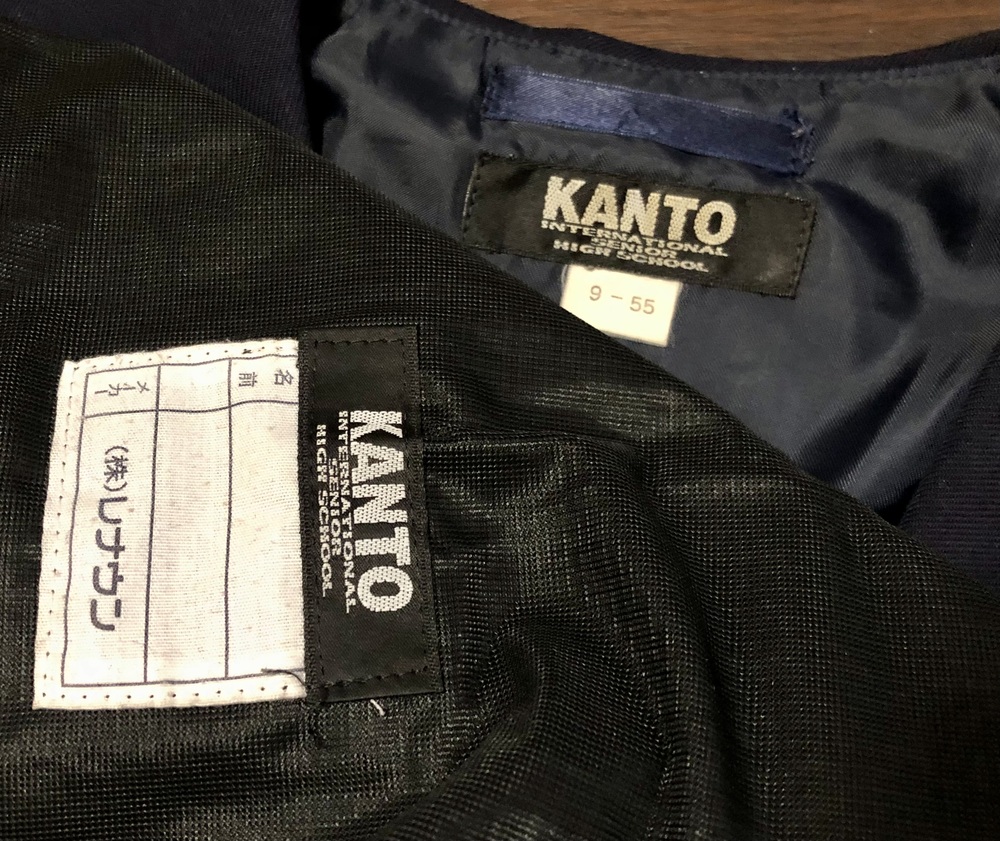 KANTO
INTERNATIONAL
SENIOR
HIGH SCHOOL
9-55
KANTO
INTERNATIONAL
SENIOR
HIGH SCHOOL
名前
メーカー
(株)レナウン